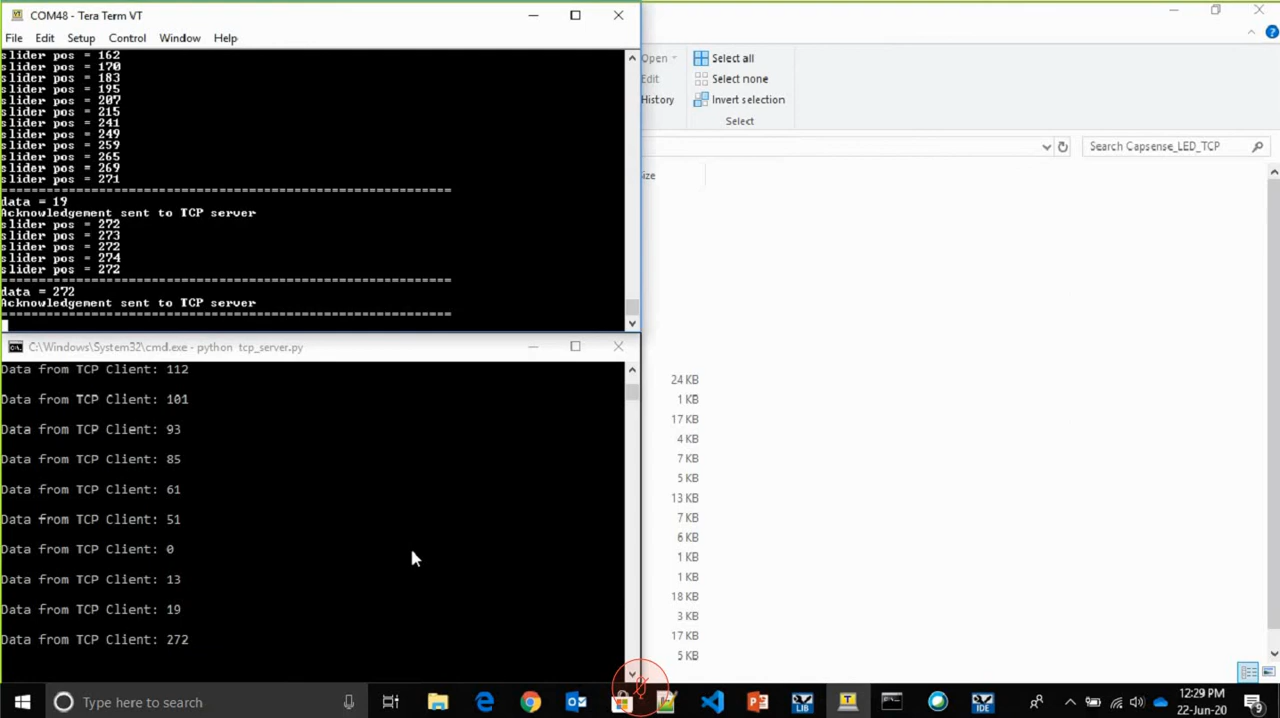 COM48 - Tera Term VT
File Edit Setup Control Window Help
slider pos = 162
slider pos = 170
slider pos = 183
slider pos = 195
slider pos = 207
slider pos = 215
slider pos = 241
slider pos = 249
slider pos = 259
slider pos = 265
slider pos = 269
slider pos = 271
============================================================
data = 19
Acknowledgement sent to TCP server
slider pos = 272
slider pos = 273
slider pos = 272
slider pos = 274
slider pos = 272
============================================================
data = 272
Acknowledgement sent to TCP server
============================================================
C:\Windows\System32\cmd.exe - python tcp_server.py
Data from TCP Client: 112
Data from TCP Client: 101
Data from TCP Client: 93
Data from TCP Client: 85
Data from TCP Client: 61
Data from TCP Client: 51
Data from TCP Client: 0
Data from TCP Client: 13
Data from TCP Client: 19
Data from TCP Client: 272
Open
Edit
History
Select all
Select none
Invert selection
Select
Search Capsense_LED_TCP
Size
24 KB
1 KB
17 KB
4 KB
7 KB
5 KB
13 KB
7 KB
6 KB
1 KB
1 KB
18 KB
3 KB
17 KB
5 KB
Type here to search
LIB
IDE
12:29 PM
22-Jun-20
9